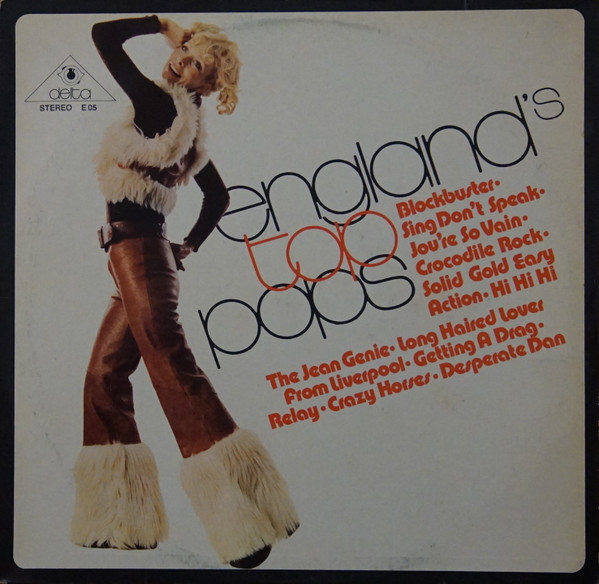 delta
STEREO E 05
england's
top
pops
Blockbuster•
Sing Don't Speak•
Jou're So Vain•
Crocodile Rock•
Solid Gold Easy
Action• Hi Hi Hi
The Jean Genie• Long Haired Lover
From Liverpool• Getting A Drag•
Relay• Crazy Horses• Desperate Dan